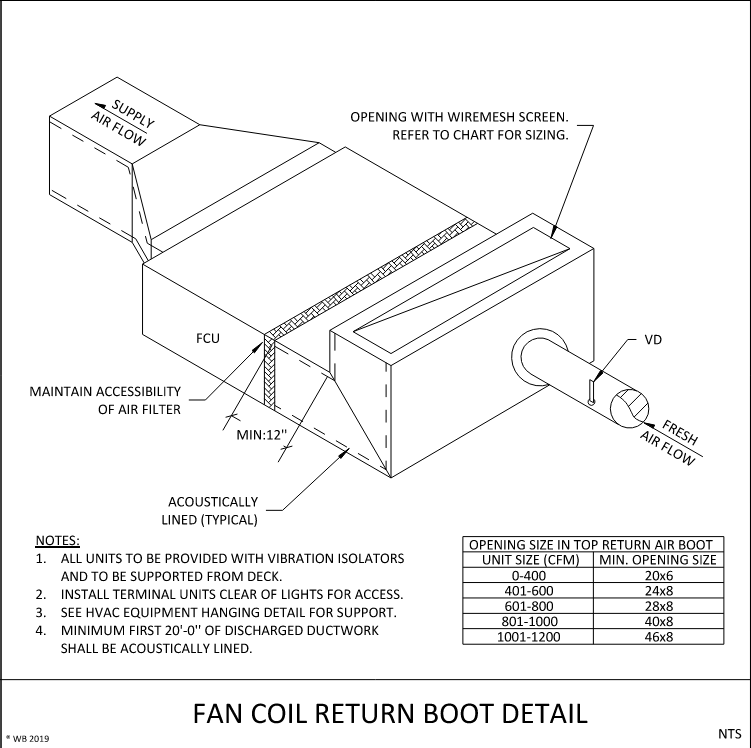 SUPPLY
AIR FLOW
OPENING WITH WIREMESH SCREEN.
REFER TO CHART FOR SIZING.
FCU
VD
MAINTAIN ACCESSIBILITY
OF AIR FILTER
MIN:12"
FRESH
AIR FLOW
ACOUSTICALLY
LINED (TYPICAL)
NOTES:
1. ALL UNITS TO BE PROVIDED WITH VIBRATION ISOLATORS
AND TO BE SUPPORTED FROM DECK.
2. INSTALL TERMINAL UNITS CLEAR OF LIGHTS FOR ACCESS.
3. SEE HVAC EQUIPMENT HANGING DETAIL FOR SUPPORT.
4. MINIMUM FIRST 20'-0" OF DISCHARGED DUCTWORK
SHALL BE ACOUSTICALLY LINED.
OPENING SIZE IN TOP RETURN AIR BOOT
UNIT SIZE (CFM) MIN. OPENING SIZE
0-400 20x6
401-600 24x8
601-800 28x8
801-1000 40x8
1001-1200 46x8
FAN COIL RETURN BOOT DETAIL
* WB 2019
NTS